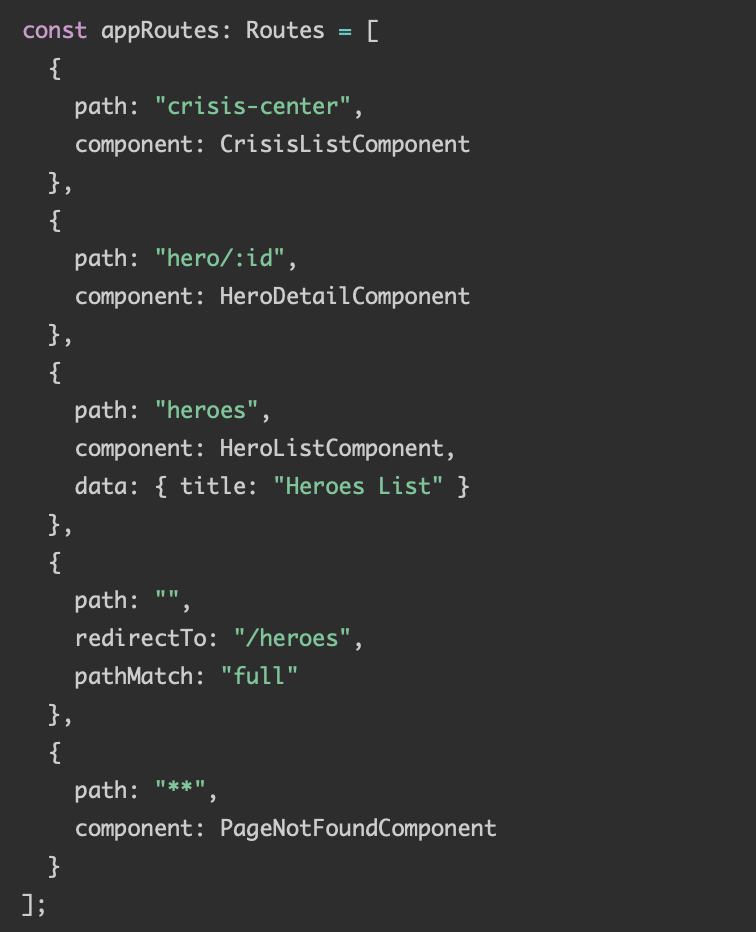 const appRoutes: Routes = [
  {
    path: "crisis-center",
    component: CrisisListComponent
  },
  {
    path: "hero/:id",
    component: HeroDetailComponent
  },
  {
    path: "heroes",
    component: HeroListComponent,
    data: { title: "Heroes List" }
  },
  {
    path: "",
    redirectTo: "/heroes",
    pathMatch: "full"
  },
  {
    path: "**",
    component: PageNotFoundComponent
  }
];